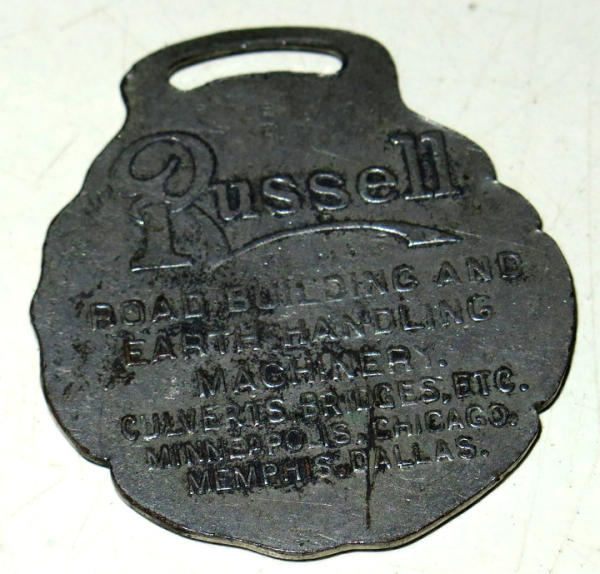 Russell
ROAD BUILDING AND
EARTH HANDLING
MACHINERY.
CULVERTS, BRIDGES, ETC.
MINNEAPOLIS, CHICAGO.
MEMPHIS, DALLAS.